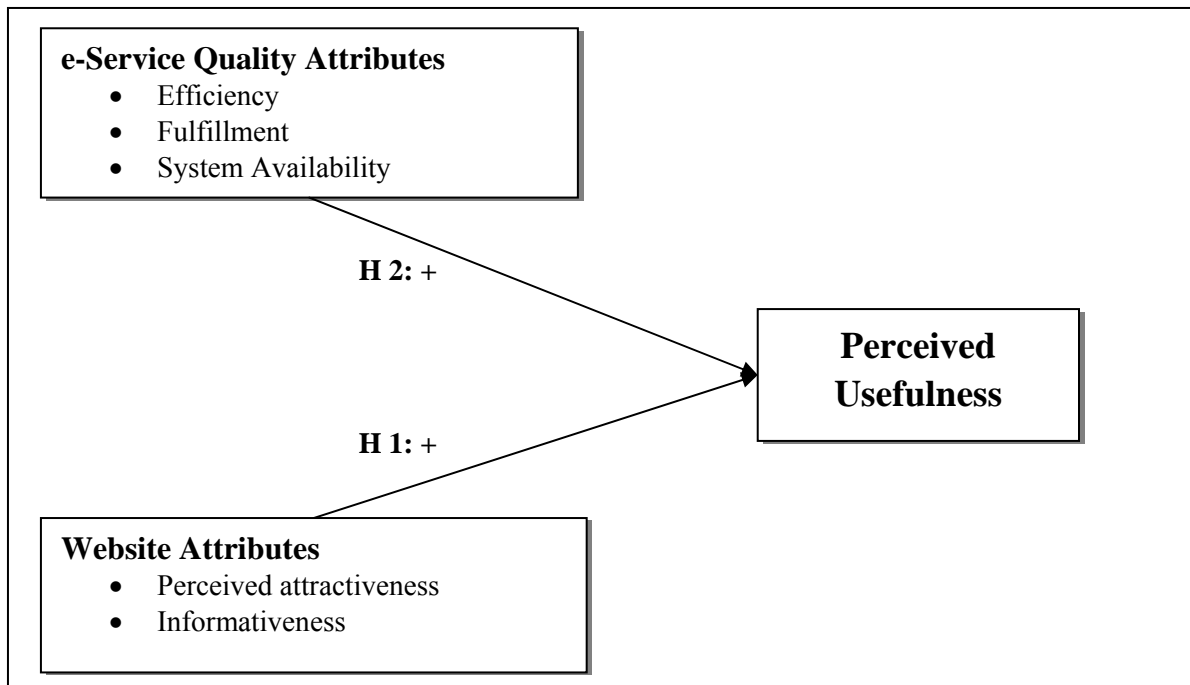 e-Service Quality Attributes
• Efficiency
• Fulfillment
• System Availability
H 2: +
Perceived
Usefulness
H 1: +
Website Attributes
• Perceived attractiveness
• Informativeness